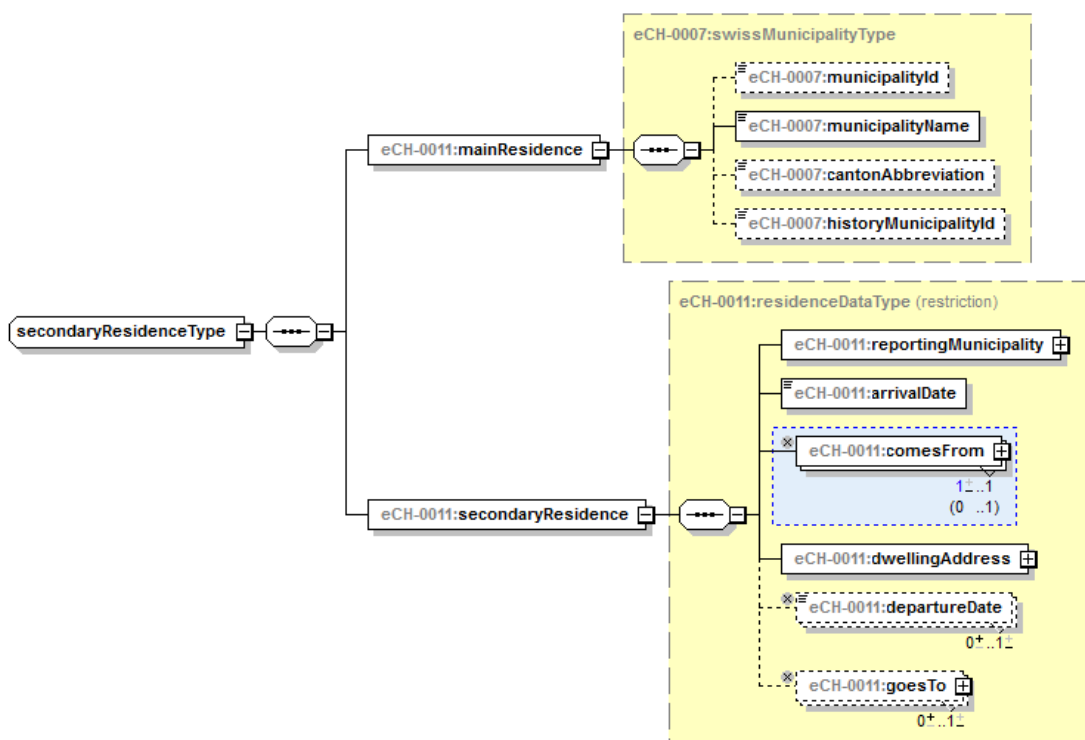 eCH-0007:swissMunicipalityType
eCH-0007:municipalityId
eCH-0007:municipalityName
eCH-0011:mainResidence
eCH-0007:cantonAbbreviation
eCH-0007:historyMunicipalityId
eCH-0011:residenceDataType (restriction)
secondaryResidenceType
eCH-0011:reportingMunicipality
eCH-0011:arrivalDate
eCH-0011:comesFrom
1±..1
(0 ..1)
eCH-0011:secondaryResidence
eCH-0011:dwellingAddress
eCH-0011:departureDate
0±..1±
eCH-0011:goesTo
0±..1±